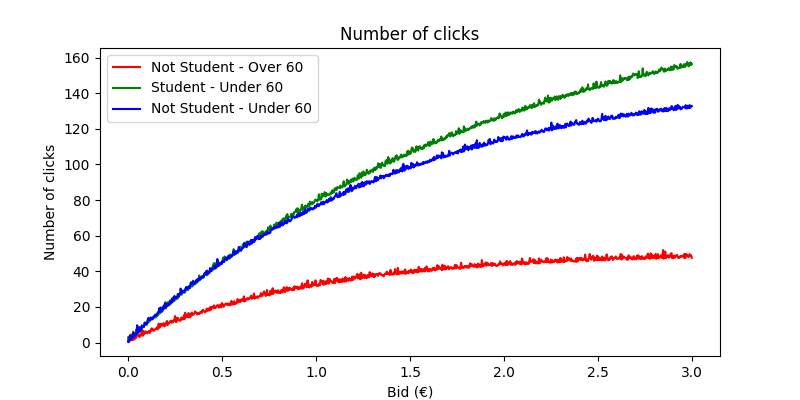 Number of clicks
Not Student - Over 60
Student - Under 60
Not Student - Under 60
Number of clicks
160
140
120
100
80
60
40
20
0
0.0 0.5 1.0 1.5 2.0 2.5 3.0
Bid (€)